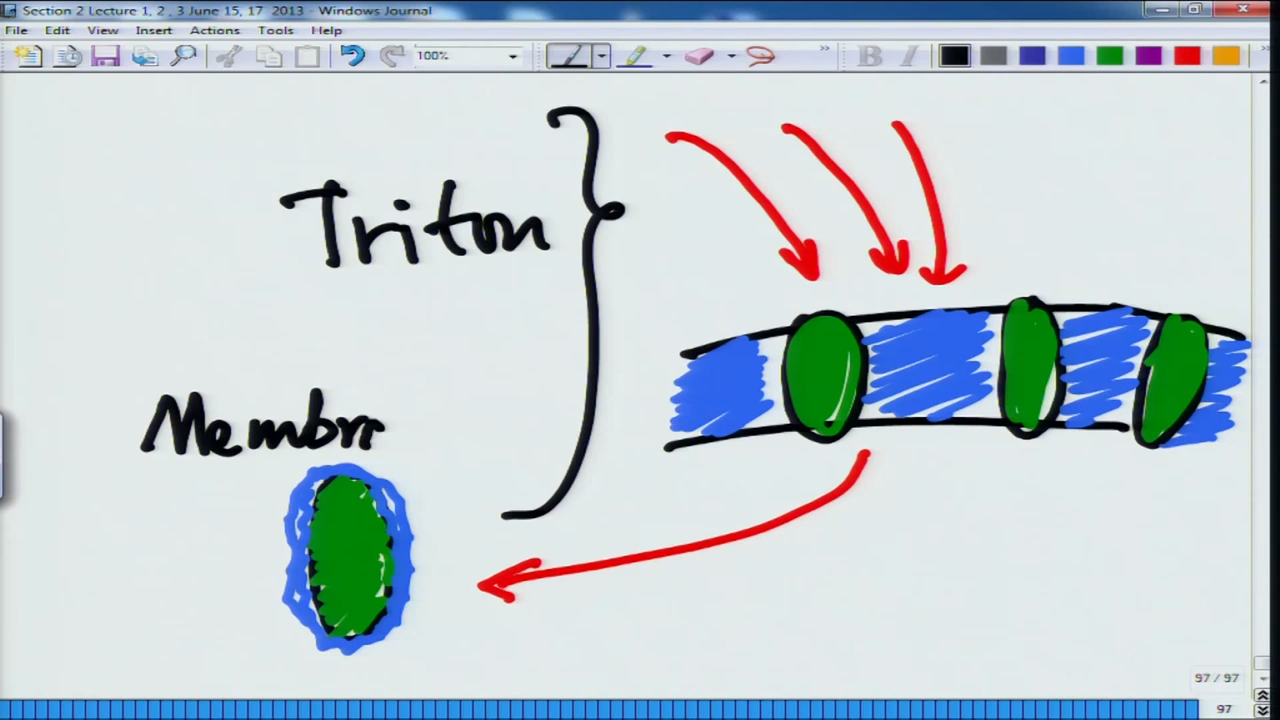 Section 2 Lecture 1, 2 , 3 June 15, 17 2013 - Windows Journal
File Edit View Insert Actions Tools Help
100%
B I
Triton
Membr
97 / 97
97